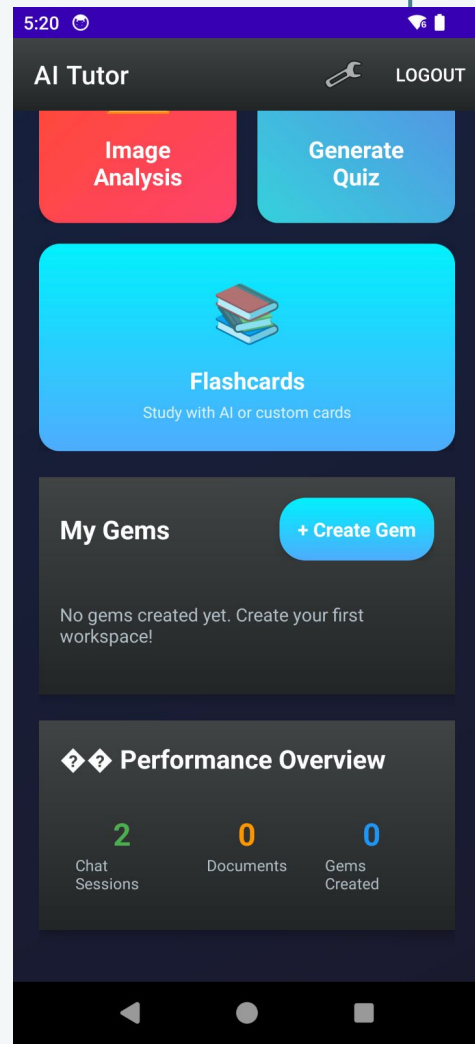 5:20
AI Tutor
LOGOUT
Image
Analysis
Generate
Quiz
Flashcards
Study with AI or custom cards
My Gems
+ Create Gem
No gems created yet. Create your first
workspace!
�� Performance Overview
2
Chat
Sessions
0
Documents
0
Gems
Created